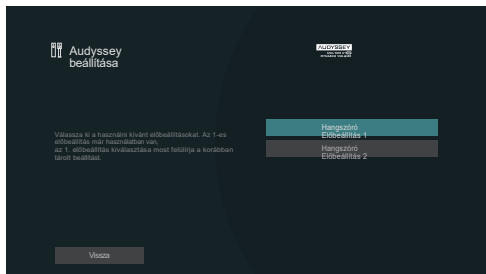 Audyssey
beállítása
AUDYSSEY
Válassza ki a használni kívánt előbeállításokat. Az 1-es
előbeállítás már használatban van,
az 1. előbeállítás kiválasztása most felülírja a korábban
tárolt beállítást.
Hangszóró
Előbeállítás 1
Hangszóró
Előbeállítás 2
Vissza